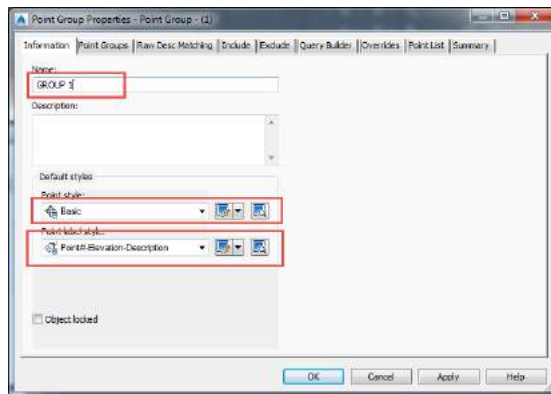 Point Group Properties - Point Group - (1)
Information Point Groups Raw Desc Matching Include Exclude Query Builder Overrides Point List Summary
Name:
GROUP 1
Description:
Default styles
Point style:
Basic
Point label style:
Point#-Elevation-Description
Object locked
OK Cancel Apply Help